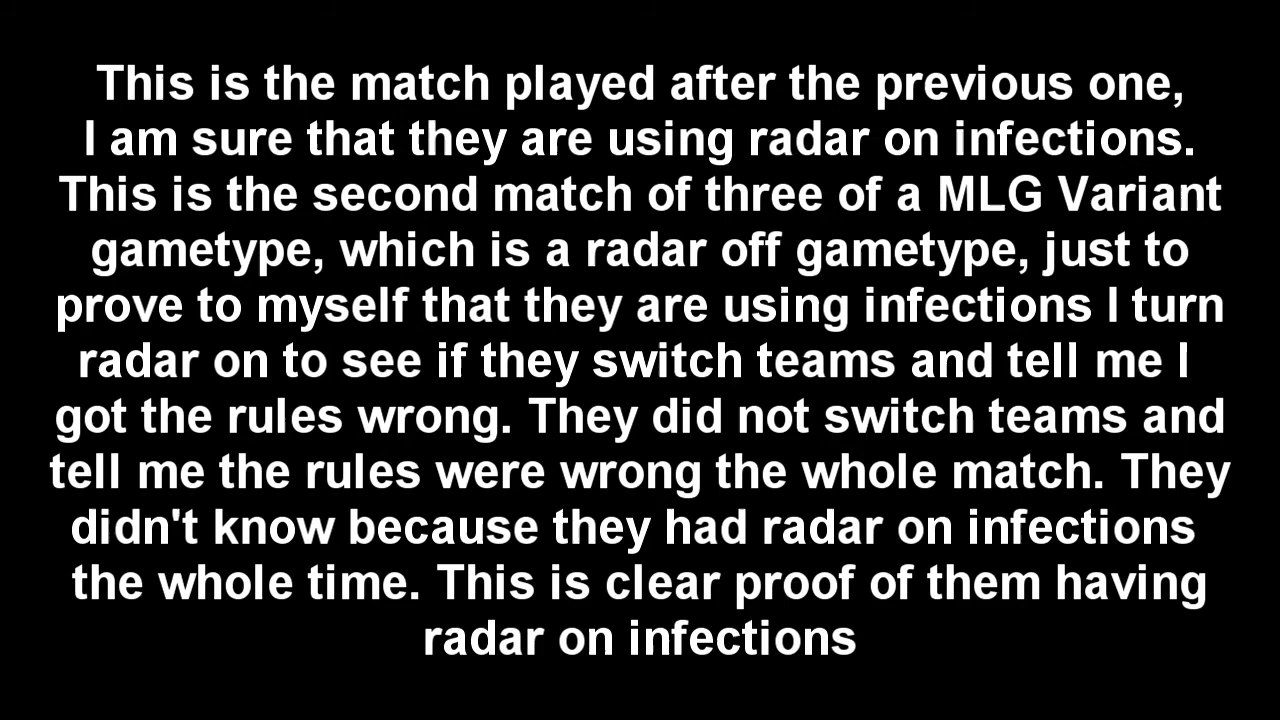 This is the match played after the previous one,
I am sure that they are using radar on infections.
This is the second match of three of a MLG Variant
gametype, which is a radar off gametype, just to
prove to myself that they are using infections I turn
radar on to see if they switch teams and tell me I
got the rules wrong. They did not switch teams and
tell me the rules were wrong the whole match. They
didn't know because they had radar on infections
the whole time. This is clear proof of them having
radar on infections